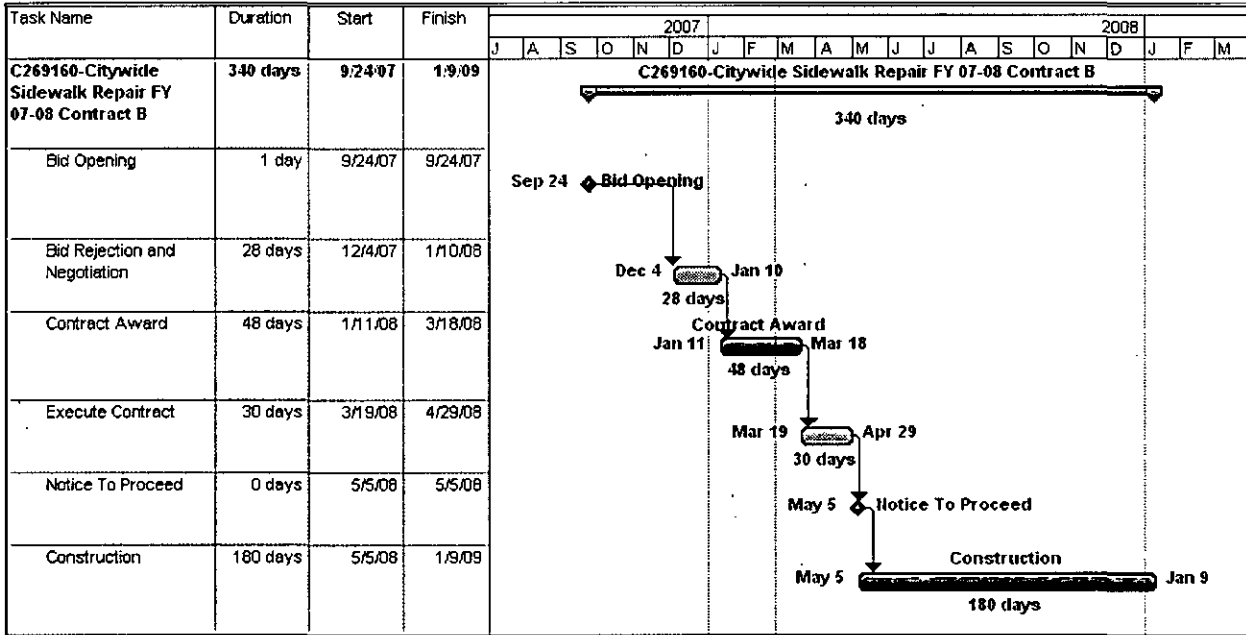 Task Name Duration Start Finish
2007 2008
J A S O N D J F M A M J J A S O N D J F M
C269160-Citywide 340 days 9/24/07 1/9/09 C269160-Citywide Sidewalk Repair FY 07-08 Contract B
Sidewalk Repair FY
07-08 Contract B
340 days
Bid Opening 1 day 9/24/07 9/24/07
Sep 24 Bid Opening
Bid Rejection and 28 days 12/4/07 1/10/08
Negotiation
Dec 4 Jan 10
28 days
Contract Award 48 days 1/11/08 3/18/08
Contract Award
Jan 11 Mar 18
48 days
Execute Contract 30 days 3/19/08 4/29/08
Mar 19 Apr 29
30 days
Notice To Proceed 0 days 5/5/08 5/5/08
May 5 Notice To Proceed
Construction 180 days 5/5/08 1/9/09
Construction
May 5 Jan 9
180 days